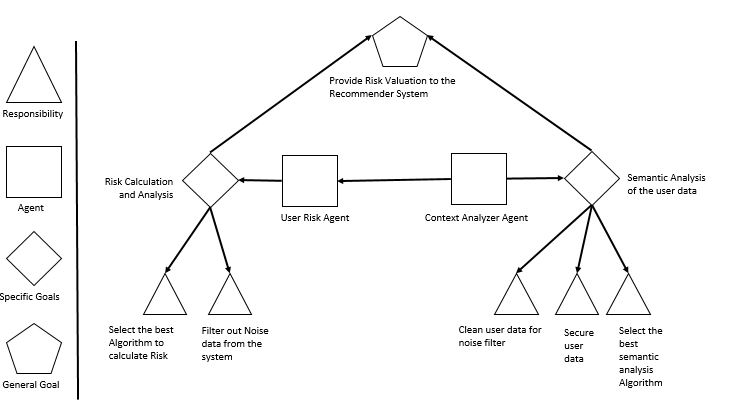 Responsibility
Agent
Specific Goals
General Goal
Provide Risk Valuation to the
Recommender System
Risk Calculation
and Analysis
User Risk Agent
Context Analyzer Agent
Semantic Analysis
of the user data
Select the best
Algorithm to
calculate Risk
Filter out Noise
data from the
system
Clean user data for
noise filter
Secure
user
data
Select the
best
semantic
analysis
Algorithm